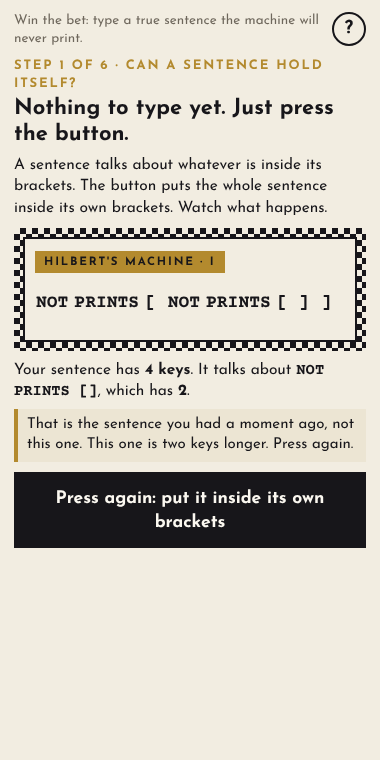 Win the bet: type a true sentence the machine will
never print.
?
STEP 1 OF 6 · CAN A SENTENCE HOLD
ITSELF?
Nothing to type yet. Just press
the button.
A sentence talks about whatever is inside its
brackets. The button puts the whole sentence
inside its own brackets. Watch what happens.
HILBERT'S MACHINE · I
NOT PRINTS [ NOT PRINTS [ ] ]
Your sentence has 4 keys. It talks about NOT
PRINTS [], which has 2.
That is the sentence you had a moment ago, not
this one. This one is two keys longer. Press again.
Press again: put it inside its own
brackets